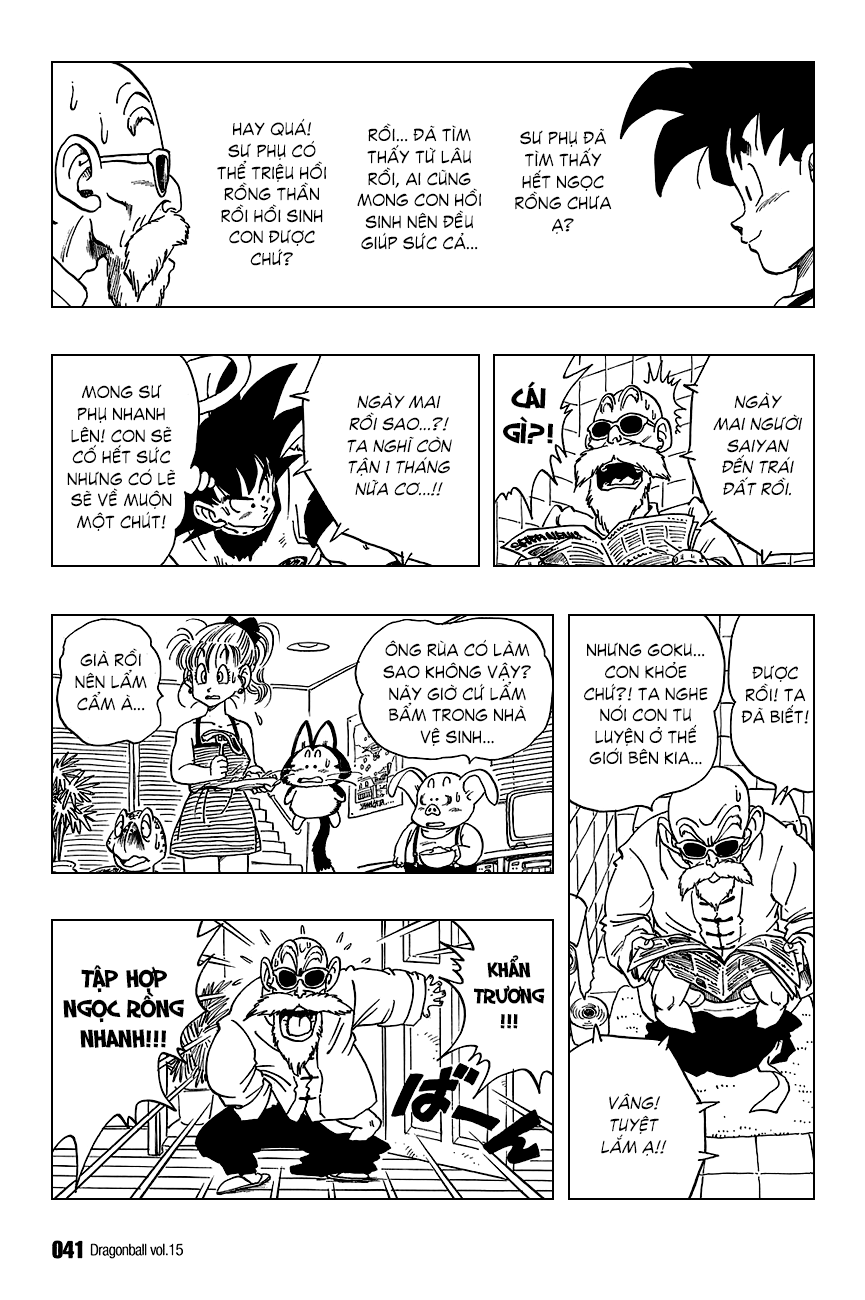 SƯ PHỤ ĐÃ
TÌM THẤY
HẾT NGỌC
RỒNG CHƯA
Ạ?
RỒI... ĐÃ TÌM
THẤY TỪ LÂU
RỒI, AI CŨNG
MONG CON HỒI
SINH NÊN ĐỀU
GIÚP SỨC CẢ...
HAY QUÁ!
SƯ PHỤ CÓ
THỂ TRIỆU HỒI
RỒNG THẦN
RỒI HỒI SINH
CON ĐƯỢC
CHỨ?
NGÀY
MAI NGƯỜI
SAIYAN
ĐẾN TRÁI
ĐẤT RỒI.
CÁI
GÌ?!
NGÀY MAI
RỒI SAO...?!
TA NGHĨ CÒN
TẬN 1 THÁNG
NỮA CƠ...!!
MONG SƯ
PHỤ NHANH
LÊN! CON SẼ
CỐ HẾT SỨC
NHƯNG CÓ LẼ
SẼ VỀ MUỘN
MỘT CHÚT!
ĐƯỢC
RỒI! TA
ĐÃ BIẾT!
NHƯNG GOKU...
CON KHỎE
CHỨ?! TA NGHE
NÓI CON TU
LUYỆN Ở THẾ
GIỚI BÊN KIA...
VÂNG!
TUYỆT
LẮM Ạ!!
ÔNG RÙA CÓ LÀM
SAO KHÔNG VẬY?
NÃY GIỜ CỨ LẨM
BẨM TRONG NHÀ
VỆ SINH...
GIÀ RỒI
NÊN LẨM
CẨM À...
KHẨN
TRƯƠNG
!!!
TẬP HỢP
NGỌC RỒNG
NHANH!!!
ばーん
041 Dragonball vol.15